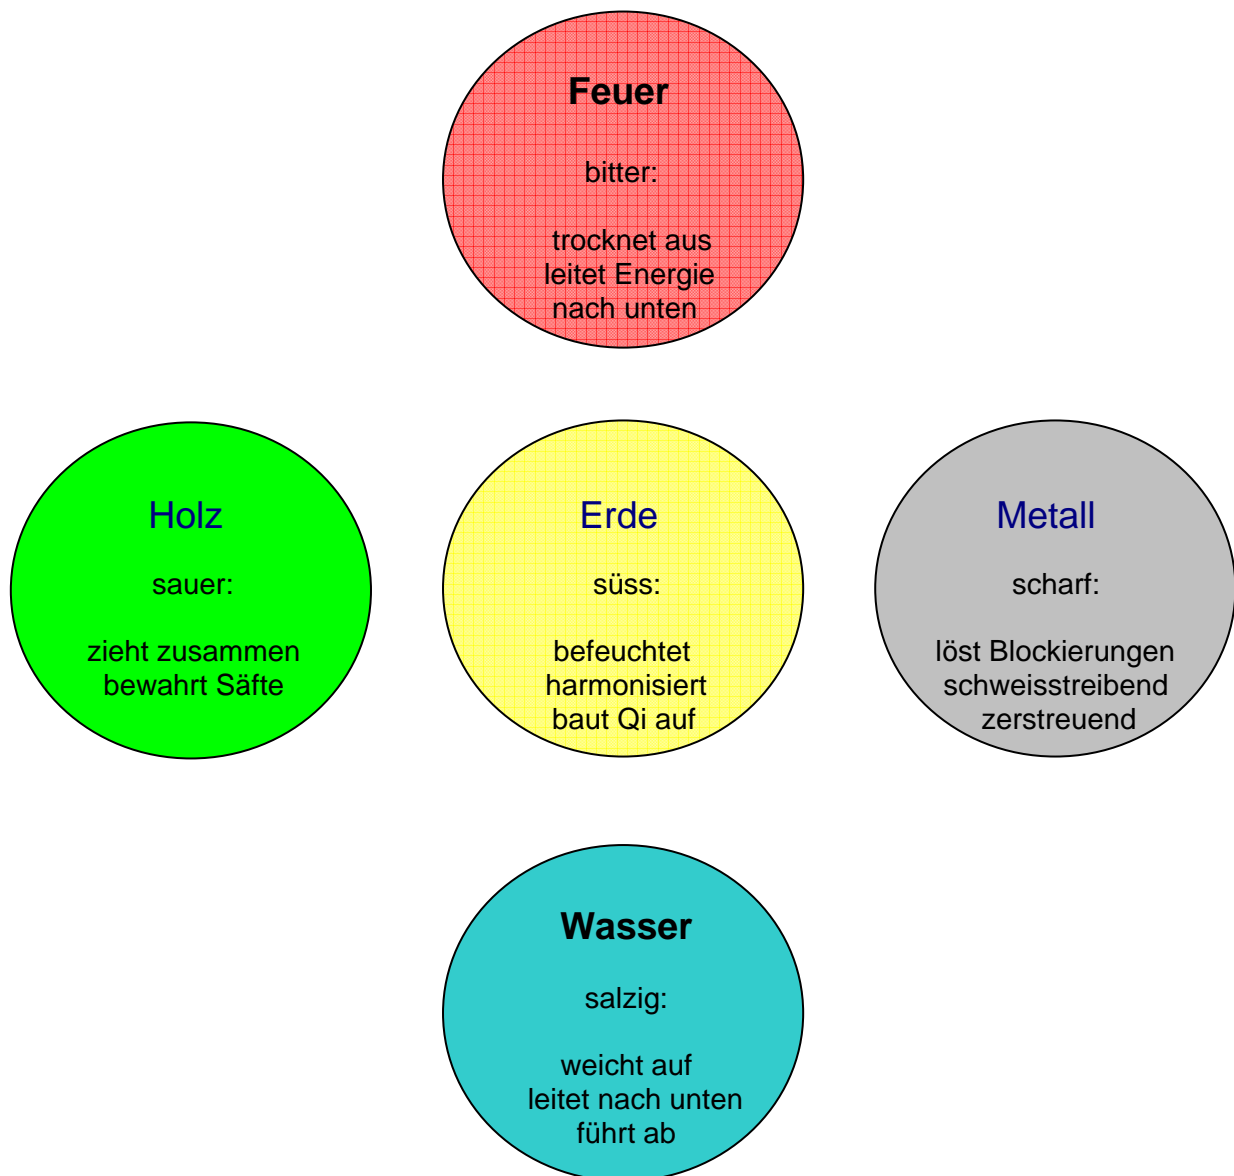 Feuer
bitter:
trocknet aus
leitet Energie
nach unten
Holz
sauer:
zieht zusammen
bewahrt Säfte
Erde
süss:
befeuchtet
harmonisiert
baut Qi auf
Metall
scharf:
löst Blockierungen
schweisstreibend
zerstreuend
Wasser
salzig:
weicht auf
leitet nach unten
führt ab